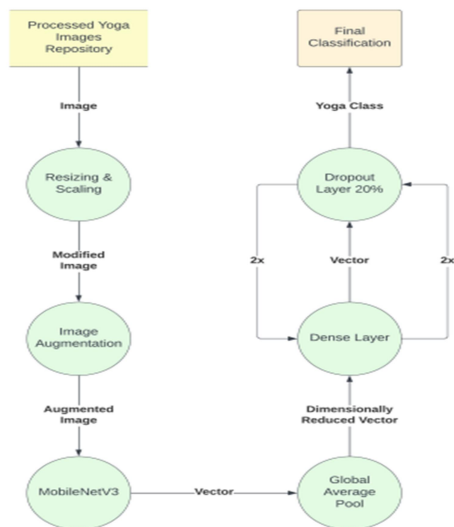 Processed Yoga
Images
Repository
Image
Resizing &
Scaling
Modified
Image
Image
Augmentation
Augmented
Image
MobileNetV3
Vector
Global
Average
Pool
Dimensionally
Reduced Vector
Dense Layer
2x
Vector
2x
Dropout
Layer 20%
Yoga Class
Final
Classification